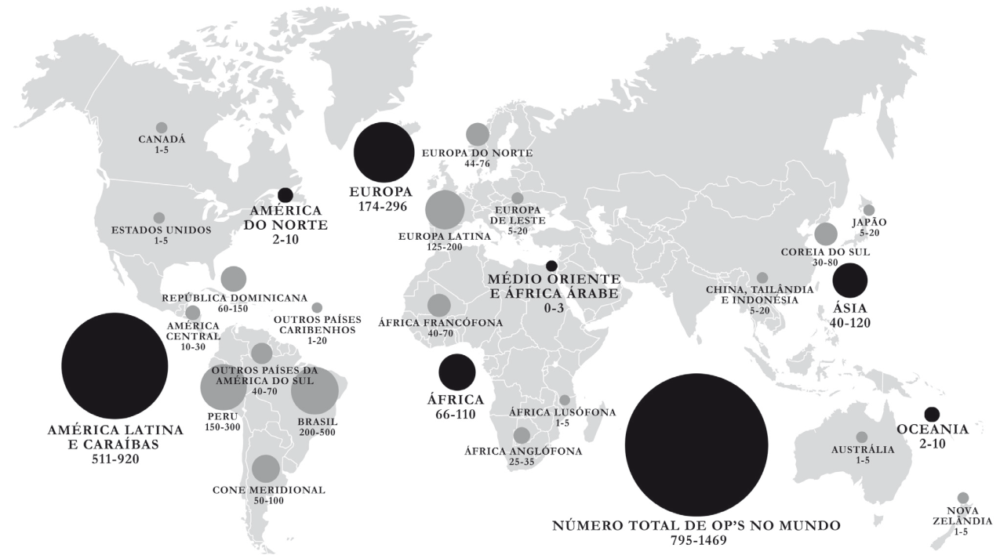 CANADÁ
1-5
ESTADOS UNIDOS
1-5
AMÉRICA
DO NORTE
2-10
REPÚBLICA DOMINICANA
60-150
AMÉRICA
CENTRAL
10-30
OUTROS PAÍSES
CARIBENHOS
1-20
OUTROS PAÍSES DA
AMÉRICA DO SUL
40-70
PERU
150-300
BRASIL
200-500
AMÉRICA LATINA
E CARAÍBAS
511-920
CONE MERIDIONAL
50-100
EUROPA
174-296
EUROPA DO NORTE
44-76
EUROPA LATINA
125-200
EUROPA
DE LESTE
5-20
MÉDIO ORIENTE
E ÁFRICA ÁRABE
0-3
ÁFRICA FRANCÓFONA
40-70
ÁFRICA
66-110
ÁFRICA LUSÓFONA
1-5
ÁFRICA ANGLÓFONA
25-35
JAPÃO
5-20
COREIA DO SUL
30-80
CHINA, TAILÂNDIA
E INDONÉSIA
5-20
ÁSIA
40-120
OCEANIA
2-10
AUSTRÁLIA
1-5
NOVA
ZELÂNDIA
1-5
NÚMERO TOTAL DE OP'S NO MUNDO
795-1469